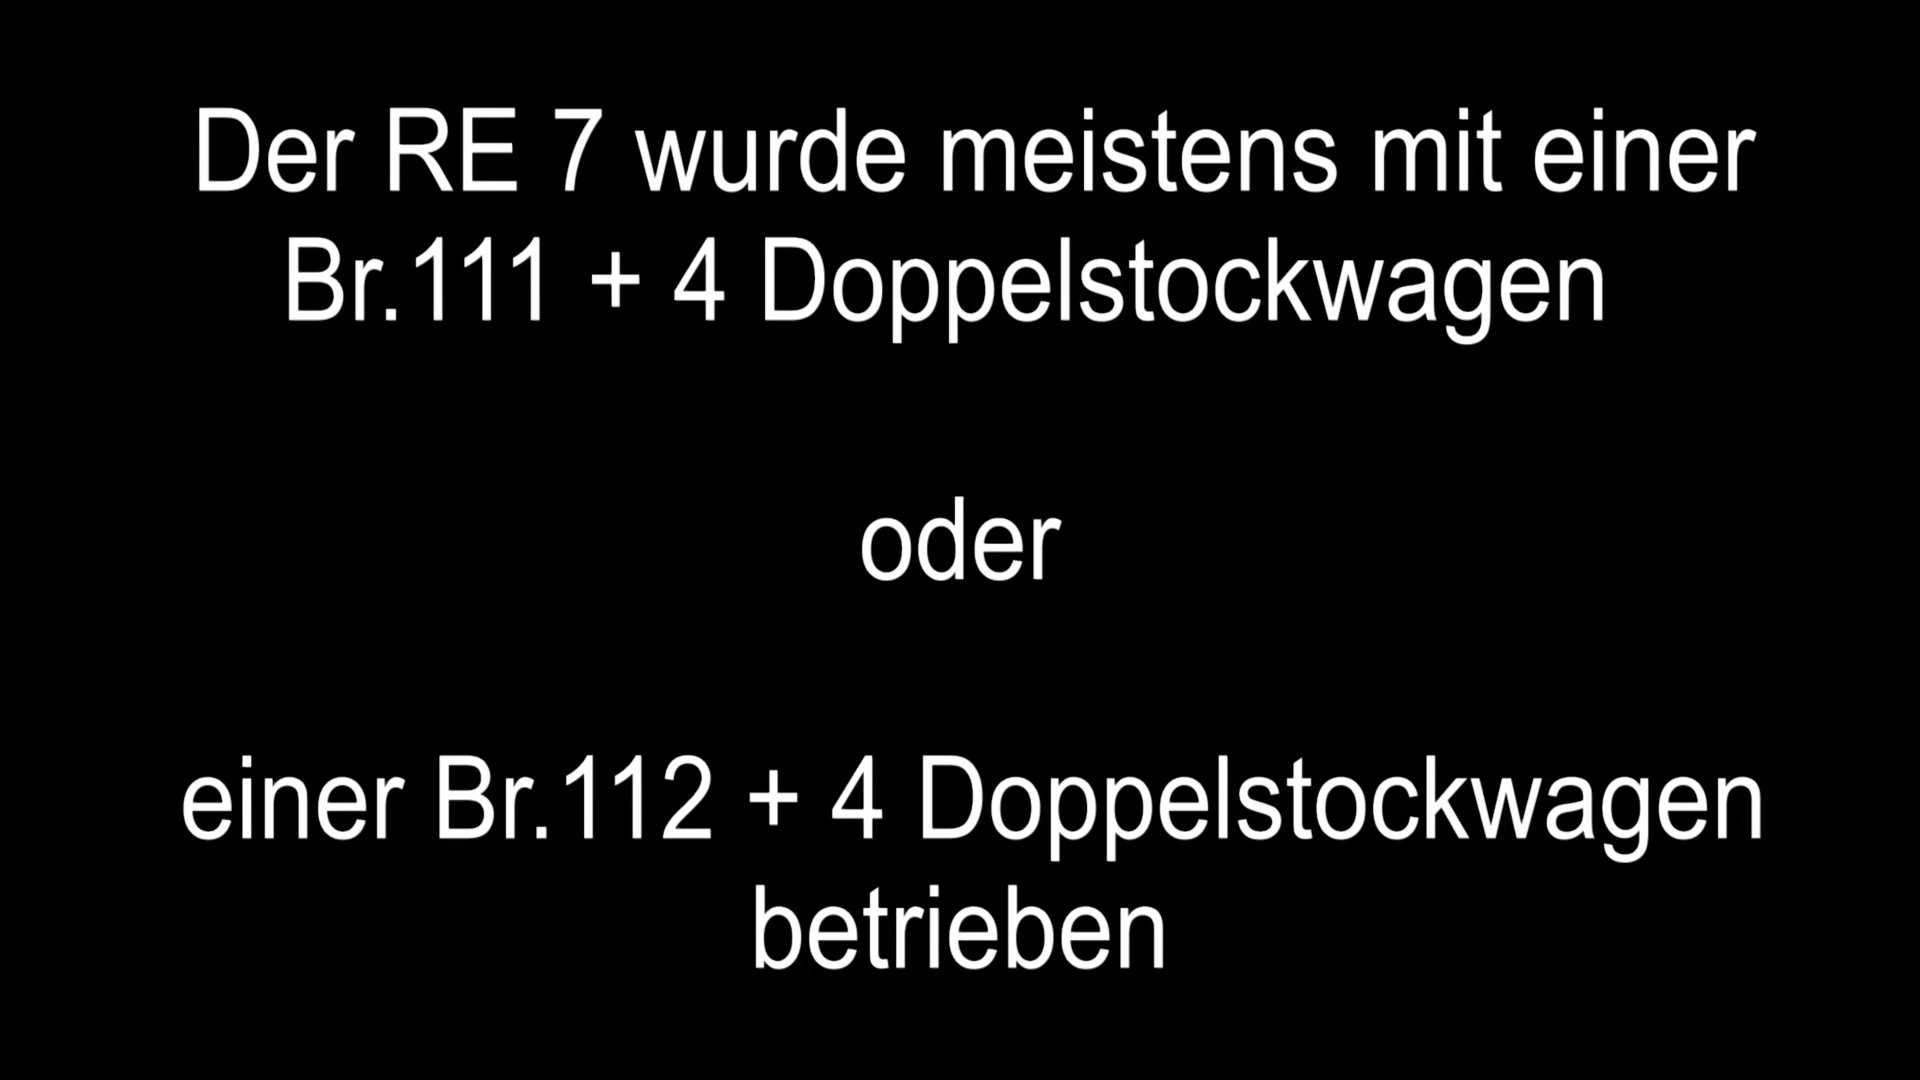 Der RE 7 wurde meistens mit einer
Br.111 + 4 Doppelstockwagen
oder
einer Br.112 + 4 Doppelstockwagen
betrieben